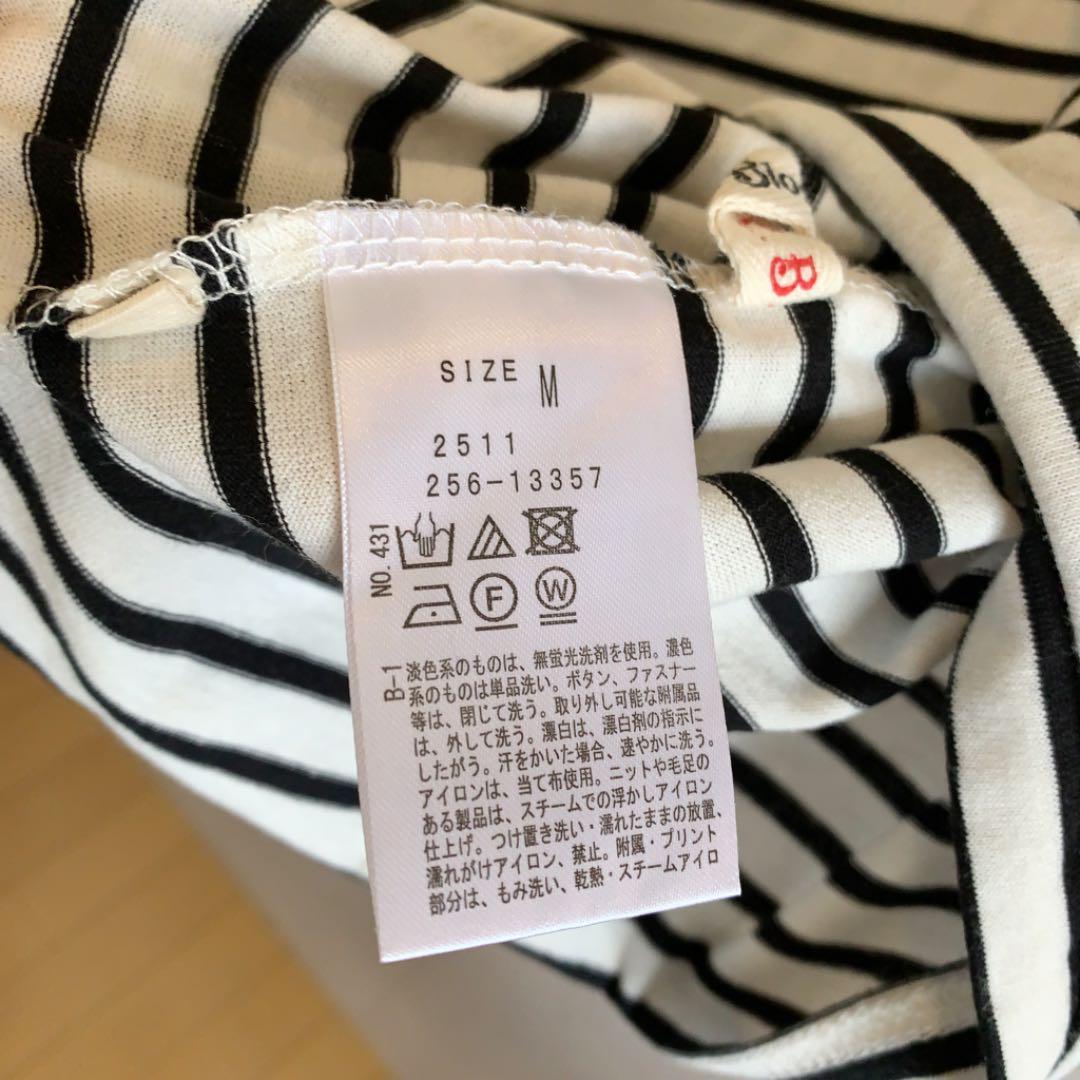 SIZE M
2511
256-13357
NO. 431
F W
B-1
淡色系のものは、無蛍光洗剤を使用。濃色
系のものは単品洗い。ボタン、ファスナー
等は、閉じて洗う。取り外し可能な附属品
は、外して洗う。漂白は、漂白剤の指示に
したがう。汗をかいた場合、速やかに洗う。
アイロンは、当て布使用。ニットや毛足の
ある製品は、スチームでの浮かしアイロン
仕上げ。つけ置き洗い・濡れたままの放置、
濡れがけアイロン、禁止。附属・プリント
部分は、もみ洗い、乾熱・スチームアイロ
B